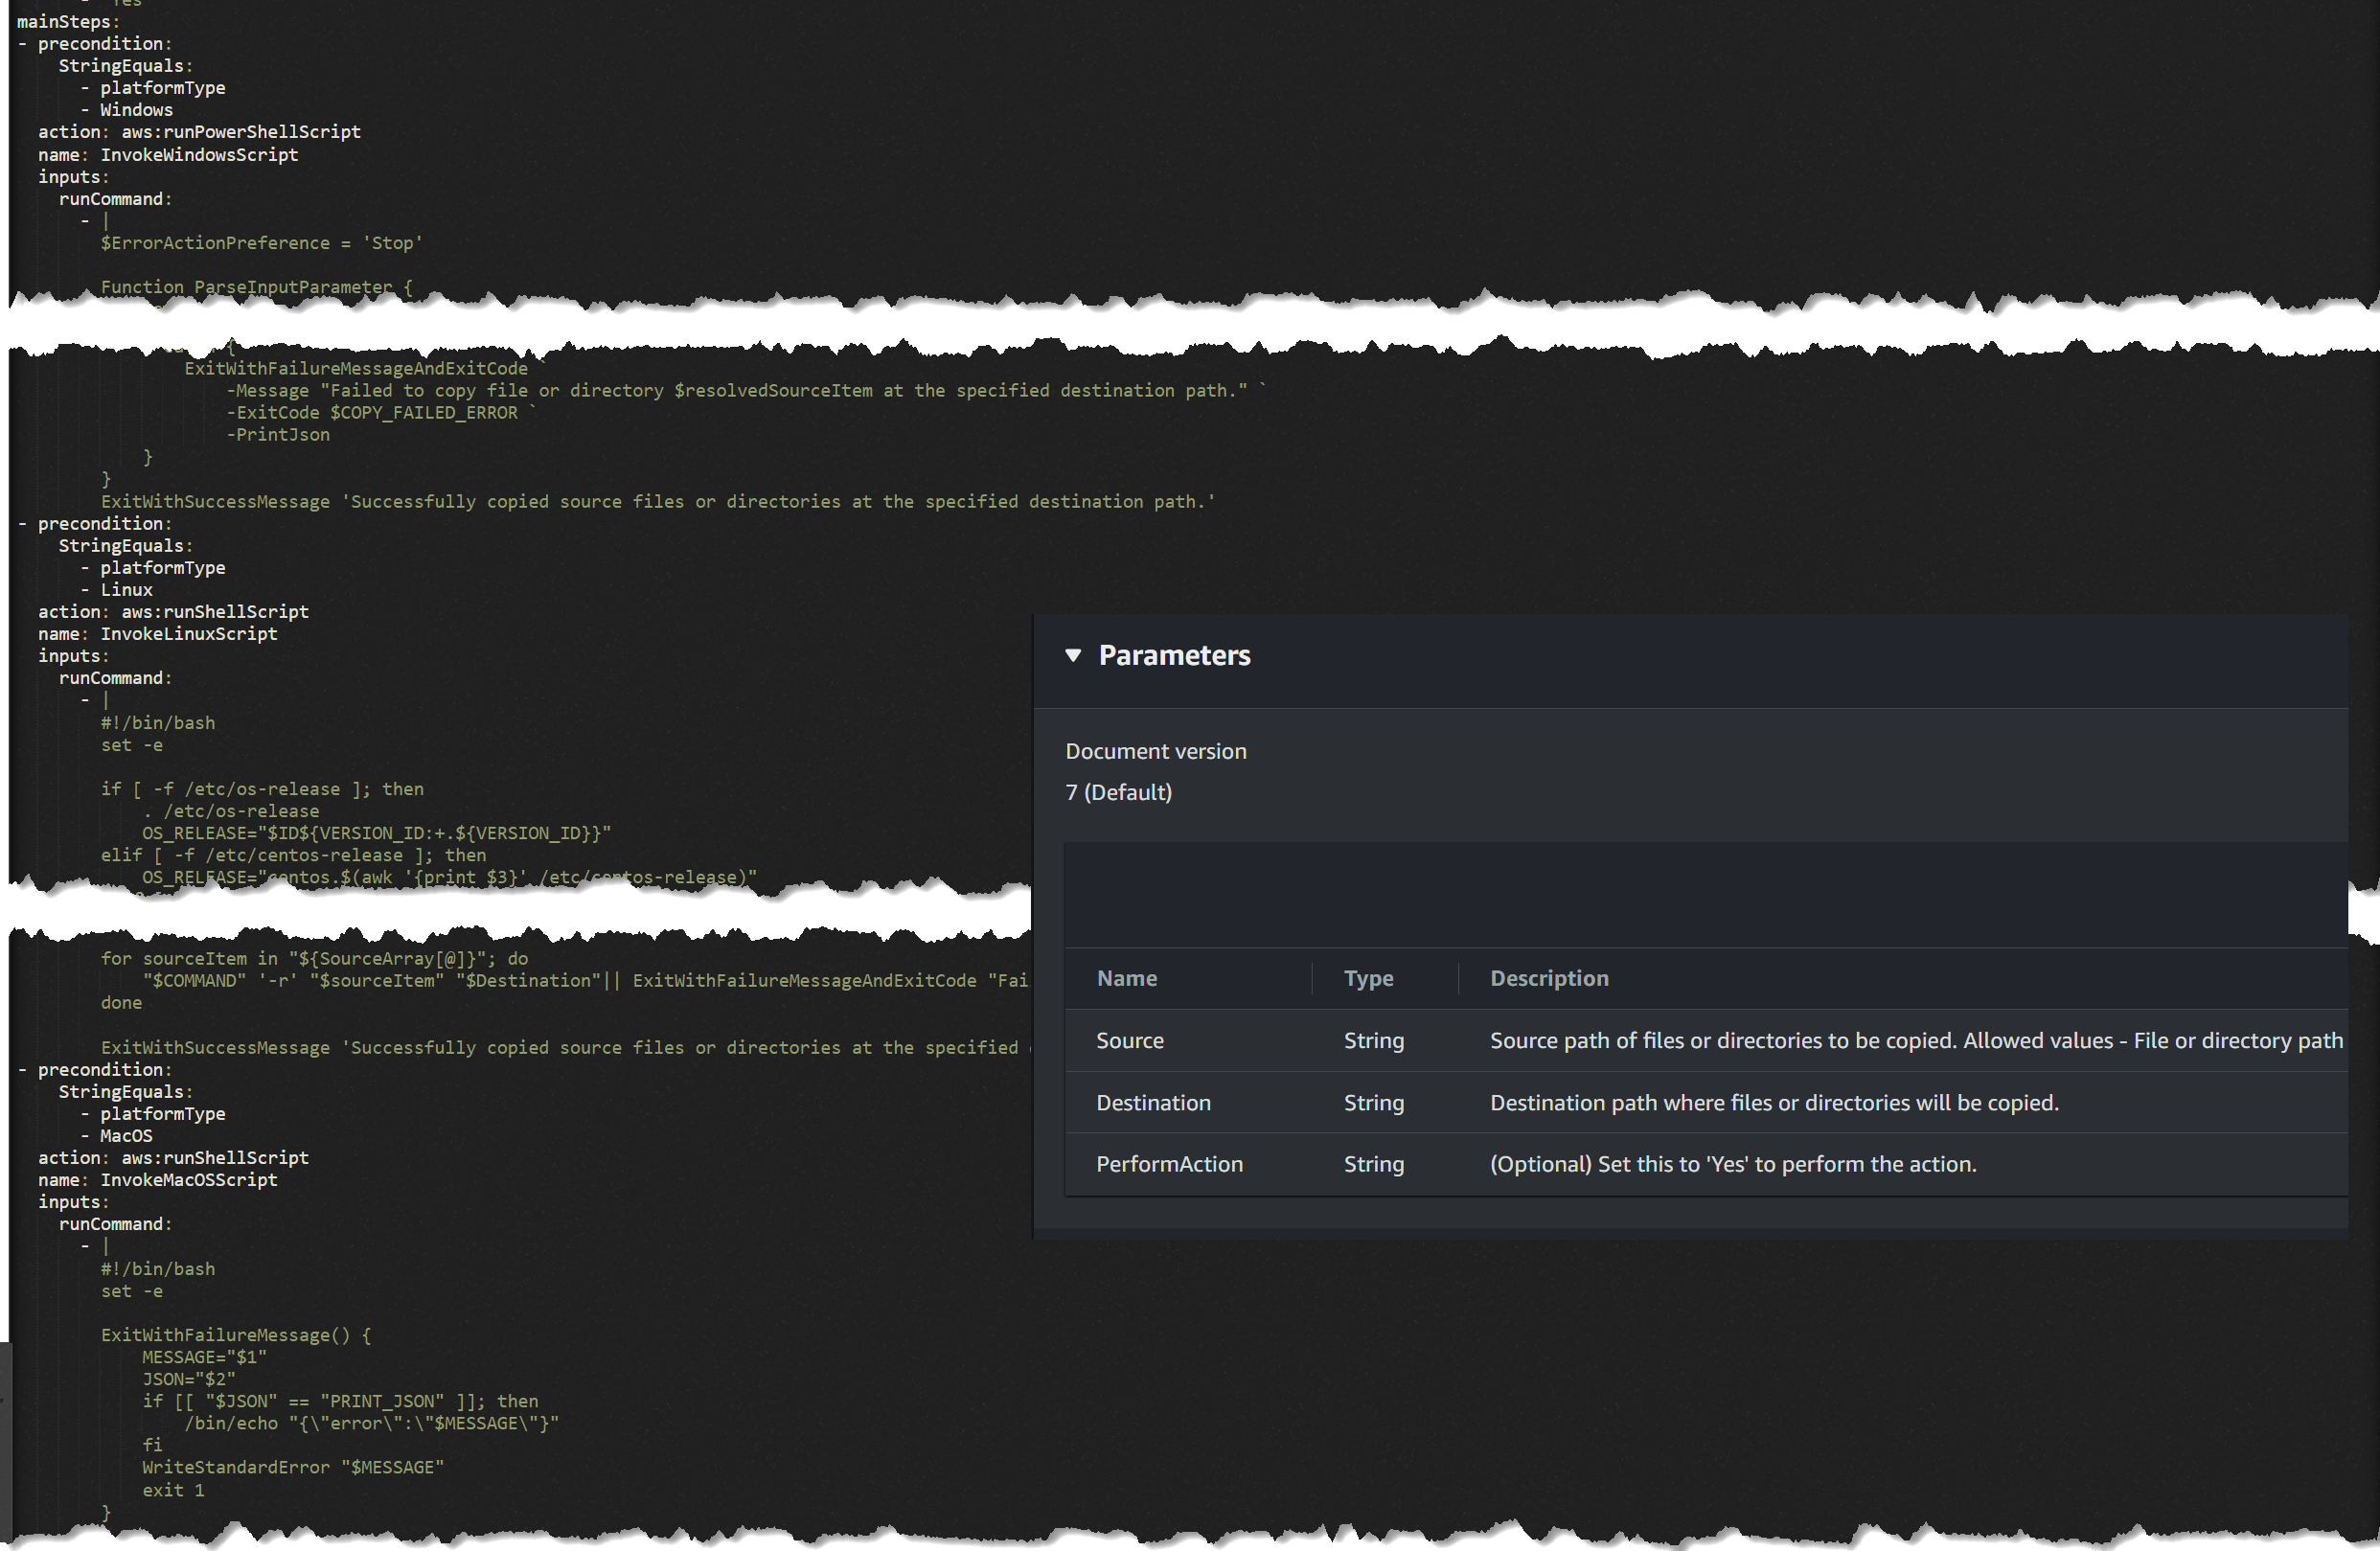 - Yes
mainSteps:
- precondition:
    StringEquals:
      - platformType
      - Windows
  action: aws:runPowerShellScript
  name: InvokeWindowsScript
  inputs:
    runCommand:
      - |
        $ErrorActionPreference = 'Stop'
        Function ParseInputParameter {
{
                ExitWithFailureMessageAndExitCode `
                    -Message "Failed to copy file or directory $resolvedSourceItem at the specified destination path." `
                    -ExitCode $COPY_FAILED_ERROR `
                    -PrintJson
            }
        }
        ExitWithSuccessMessage 'Successfully copied source files or directories at the specified destination path.'
- precondition:
    StringEquals:
      - platformType
      - Linux
  action: aws:runShellScript
  name: InvokeLinuxScript
  inputs:
    runCommand:
      - |
        #!/bin/bash
        set -e
        if [ -f /etc/os-release ]; then
            . /etc/os-release
            OS_RELEASE="$ID${VERSION_ID:+.${VERSION_ID}}"
        elif [ -f /etc/centos-release ]; then
            OS_RELEASE="centos.$(awk '{print $3}' /etc/centos-release)"
        for sourceItem in "${SourceArray[@]}"; do
            "$COMMAND" '-r' "$sourceItem" "$Destination"|| ExitWithFailureMessageAndExitCode "Fai
        done
        ExitWithSuccessMessage 'Successfully copied source files or directories at the specified
- precondition:
    StringEquals:
      - platformType
      - MacOS
  action: aws:runShellScript
  name: InvokeMacOSScript
  inputs:
    runCommand:
      - |
        #!/bin/bash
        set -e
        ExitWithFailureMessage() {
            MESSAGE="$1"
            JSON="$2"
            if [[ "$JSON" == "PRINT_JSON" ]]; then
                /bin/echo "{\"error\":\"$MESSAGE\"}"
            fi
            WriteStandardError "$MESSAGE"
            exit 1
        }
Parameters
Document version
7 (Default)
Name Type Description
Source String Source path of files or directories to be copied. Allowed values - File or directory path
Destination String Destination path where files or directories will be copied.
PerformAction String (Optional) Set this to 'Yes' to perform the action.